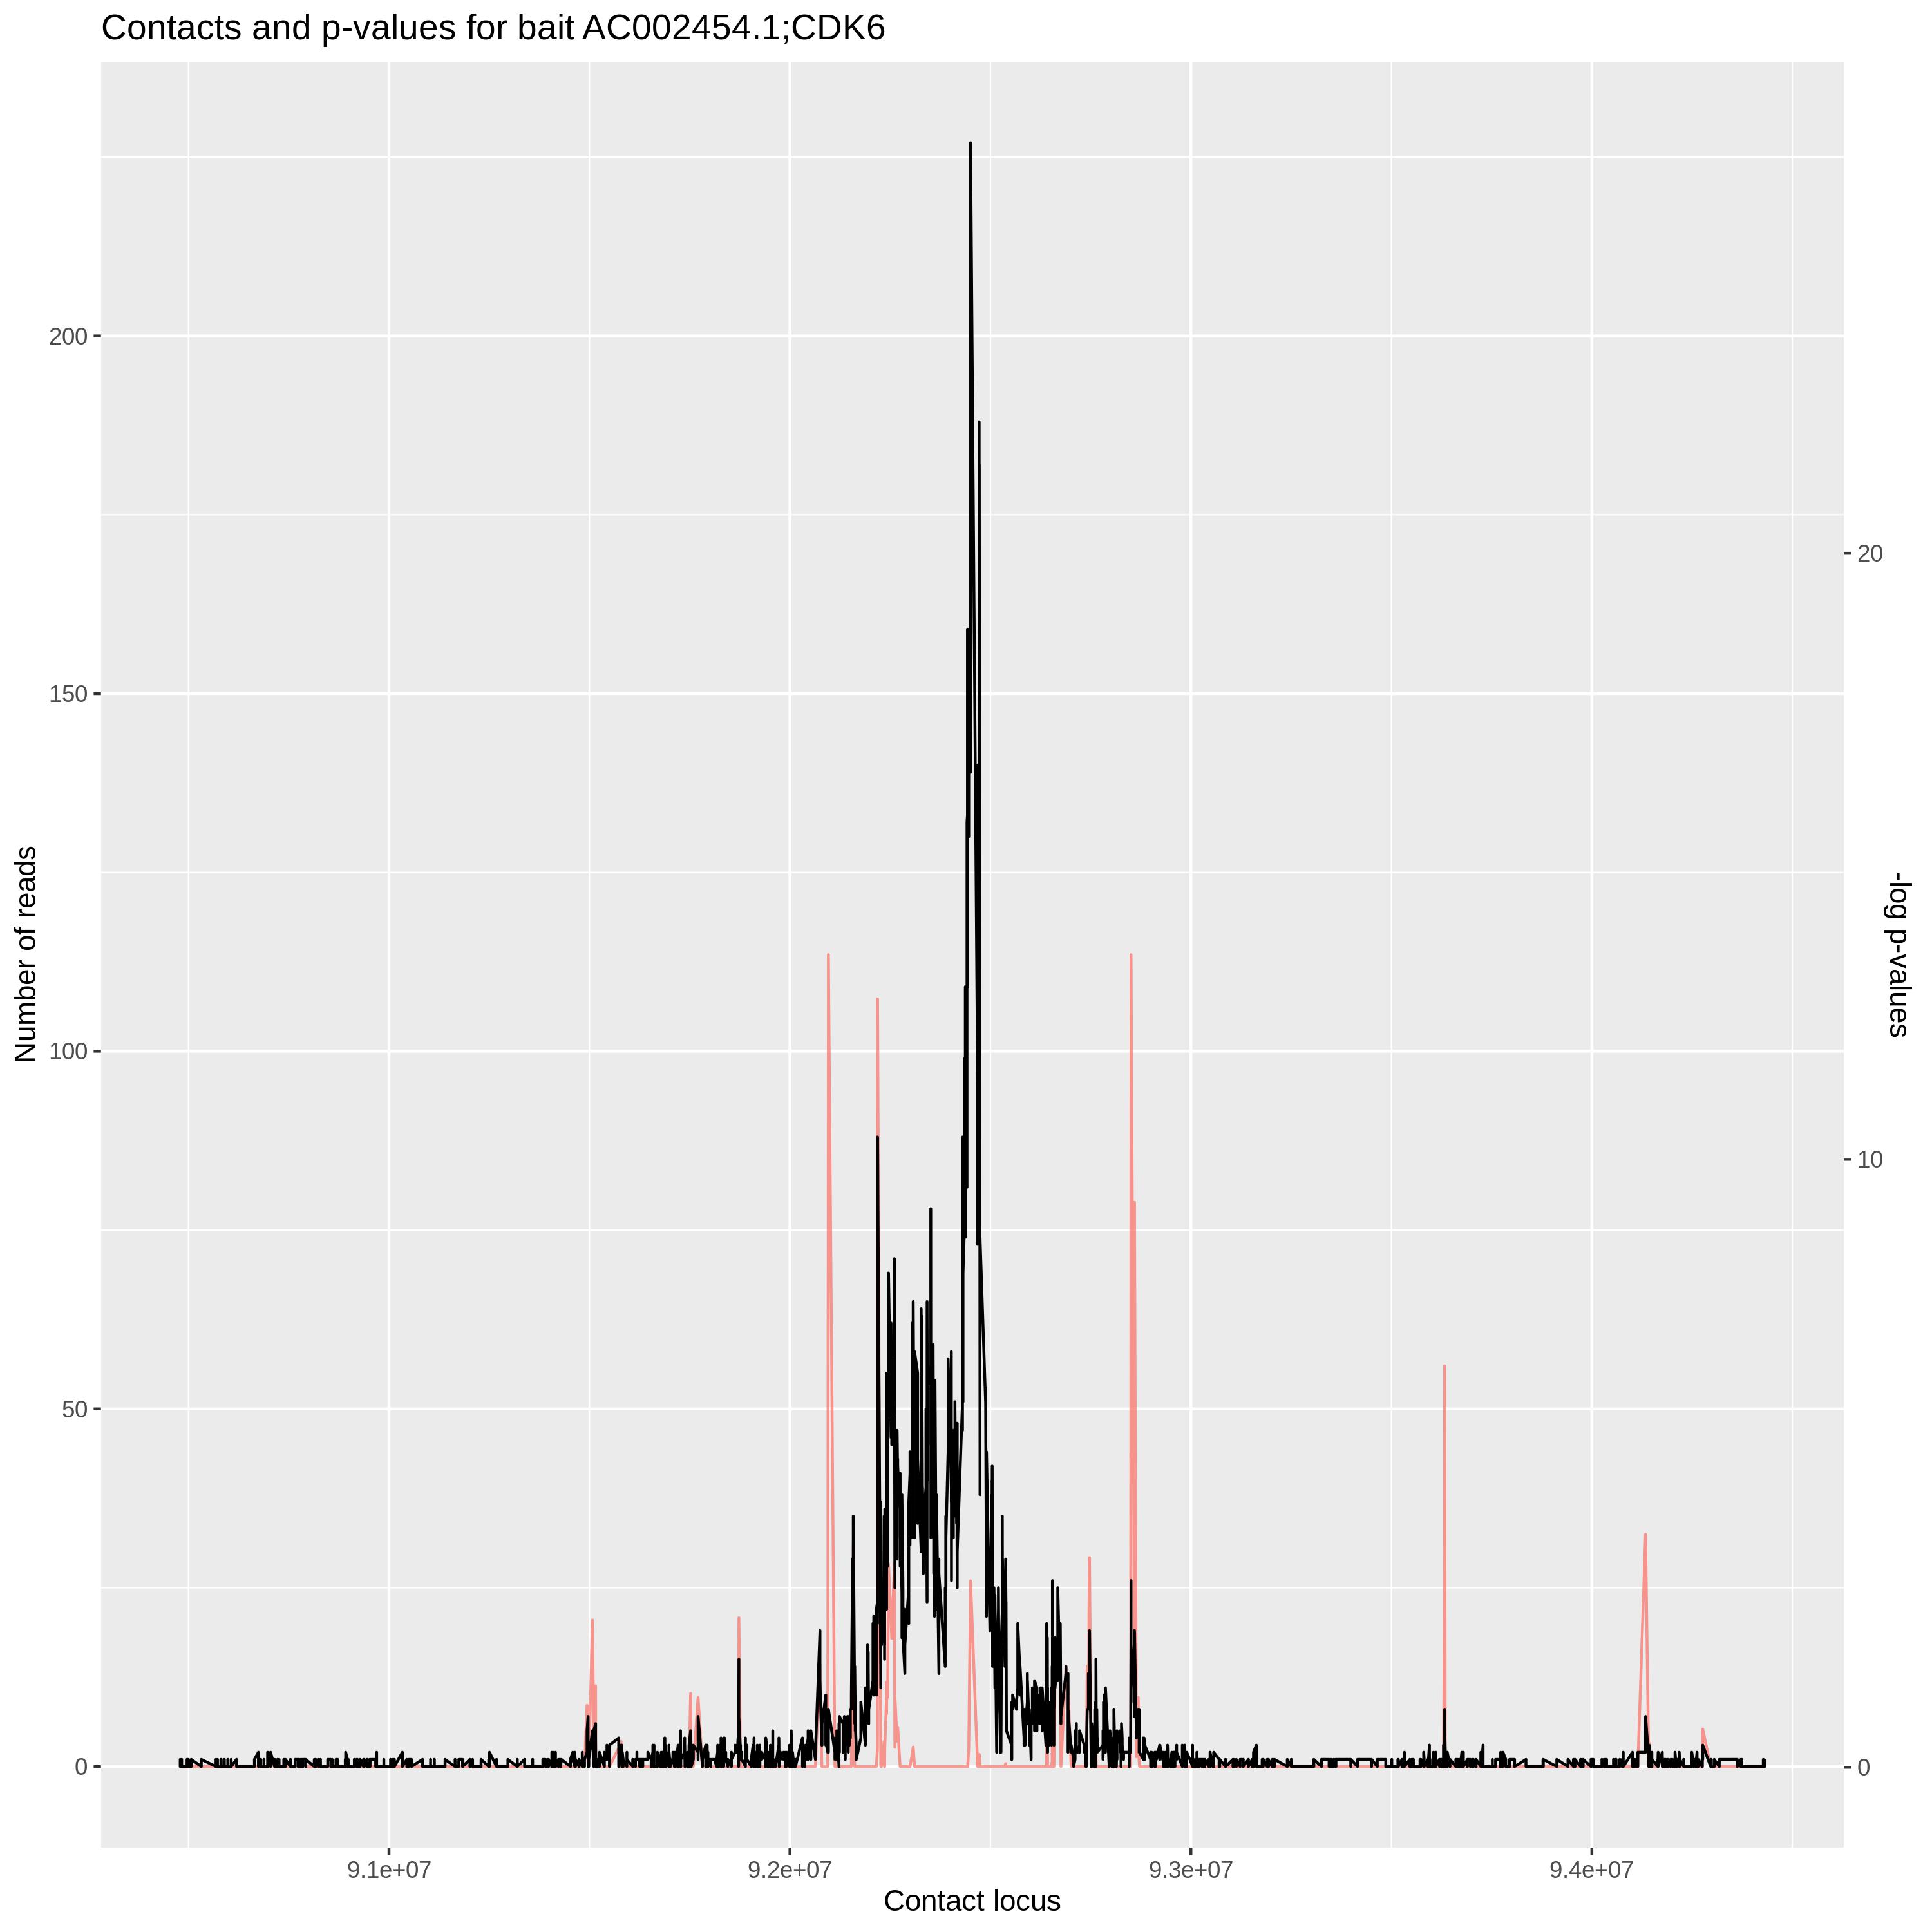 Contacts and p-values for bait AC002454.1;CDK6
Number of reads
200
150
100
50
0
20
10
0
-log p-values
9.1e+07
9.2e+07
9.3e+07
9.4e+07
Contact locus